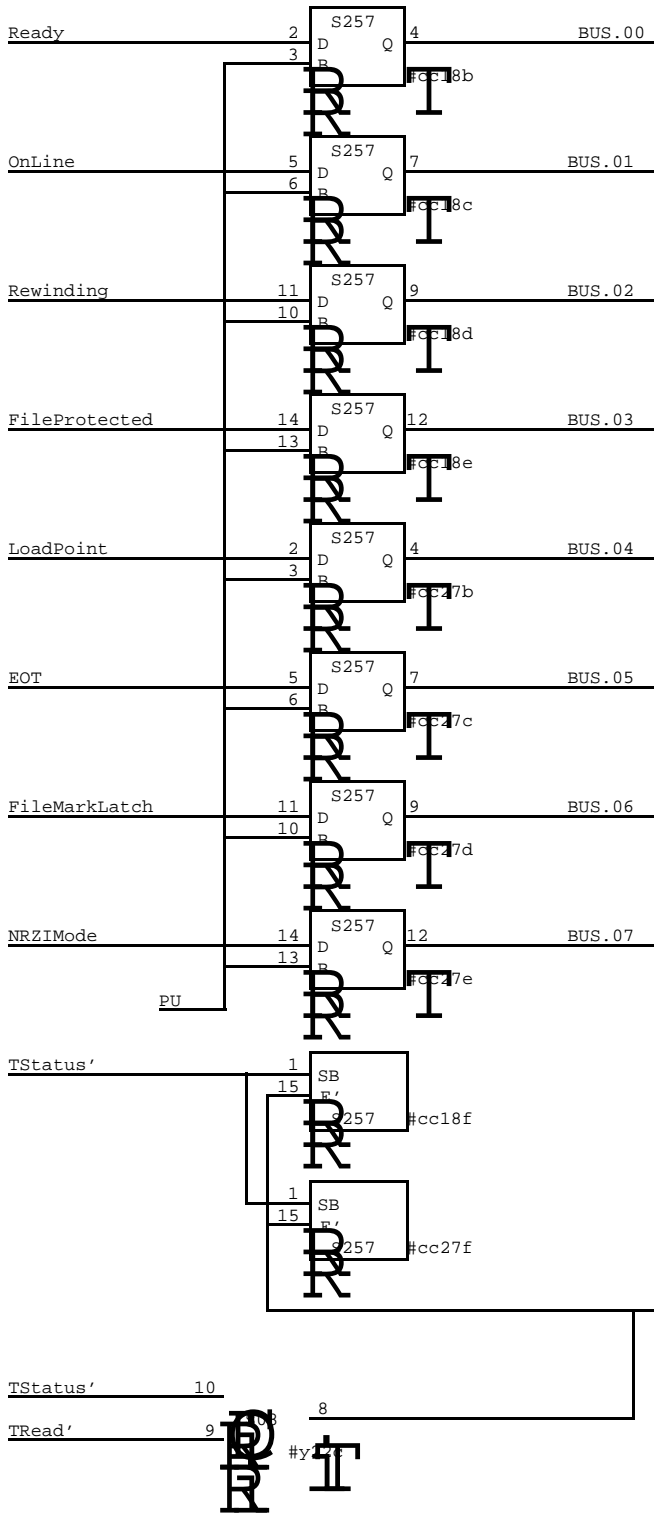 Ready 2 S257 4 BUS.00
D Q
3 B
#cc18b
R T
R
OnLine 5 S257 7 BUS.01
D Q
6 B
#cc18c
R T
R
Rewinding 11 S257 9 BUS.02
D Q
10 B
#cc18d
R T
R
FileProtected 14 S257 12 BUS.03
D Q
13 B
#cc18e
R T
R
LoadPoint 2 S257 4 BUS.04
D Q
3 B
#cc27b
R T
R
EOT 5 S257 7 BUS.05
D Q
6 B
#cc27c
R T
R
FileMarkLatch 11 S257 9 BUS.06
D Q
10 B
#cc27d
R T
R
NRZIMode 14 S257 12 BUS.07
D Q
13 B
#cc27e
R T
R
PU
TStatus' 1
SB
15 E'
S257 #cc18f
R
R
1
SB
15 E'
S257 #cc27f
R
R
TStatus' 10
8
TRead' 9
R T